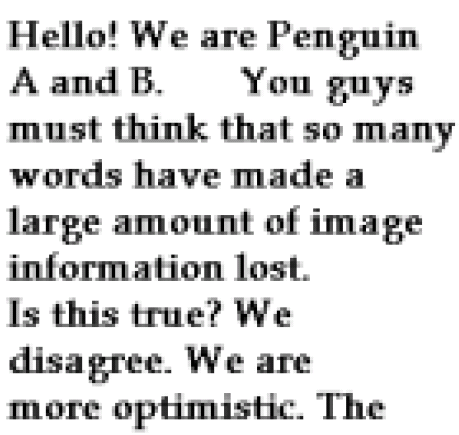 Hello! We are Penguin
A and B. You guys
must think that so many
words have made a
large amount of image
information lost.
Is this true? We
disagree. We are
more optimistic. The